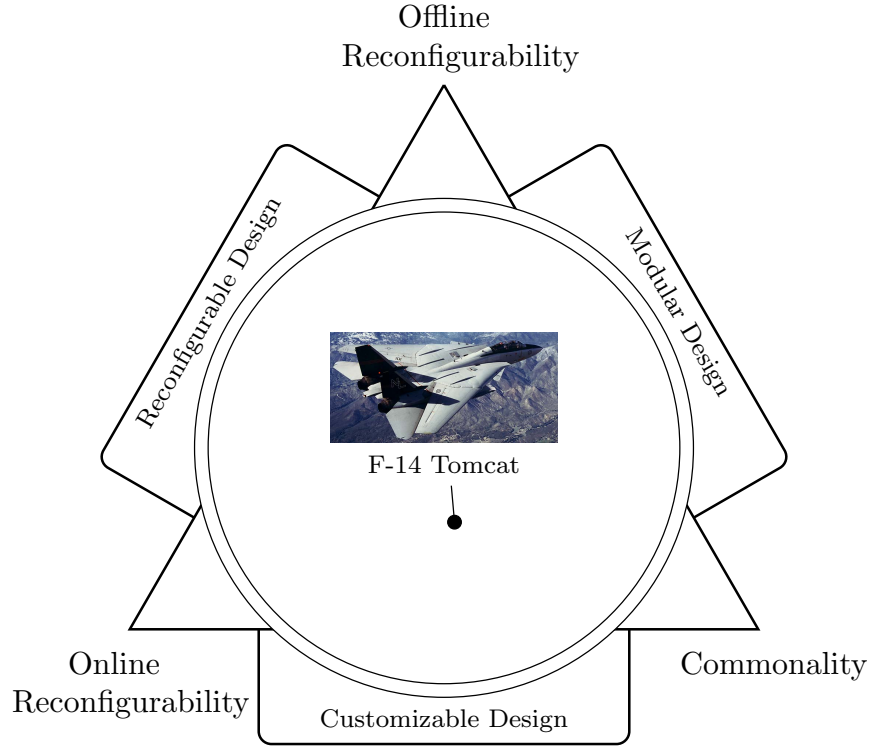 Offline
Reconfigurability
Reconfigurable Design
Modular Design
F-14 Tomcat
Online
Reconfigurability
Commonality
Customizable Design